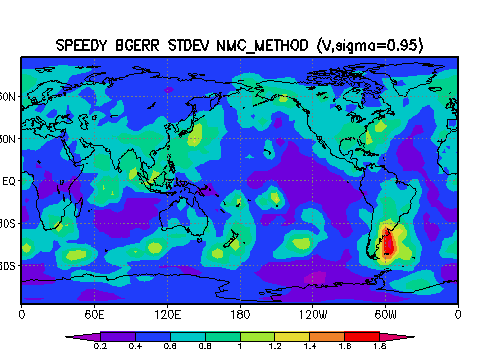 SPEEDY BGERR STDEV NMC_METHOD (V,sigma=0.95)
60N
30N
EQ
30S
60S
0 60E 120E 180 120W 60W 0
0.2 0.4 0.6 0.8 1 1.2 1.4 1.6 1.8